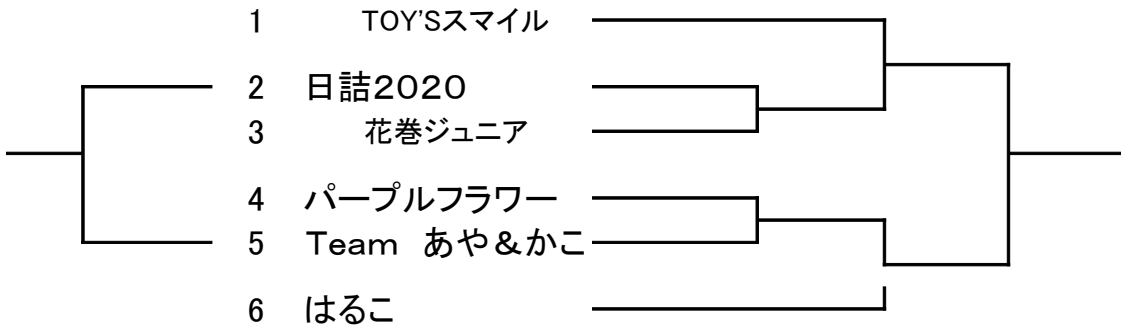 1 TOY'Sスマイル
2 日詰2020
3 花巻ジュニア
4 パープルフラワー
5 Team あや&かこ
6 はるこ